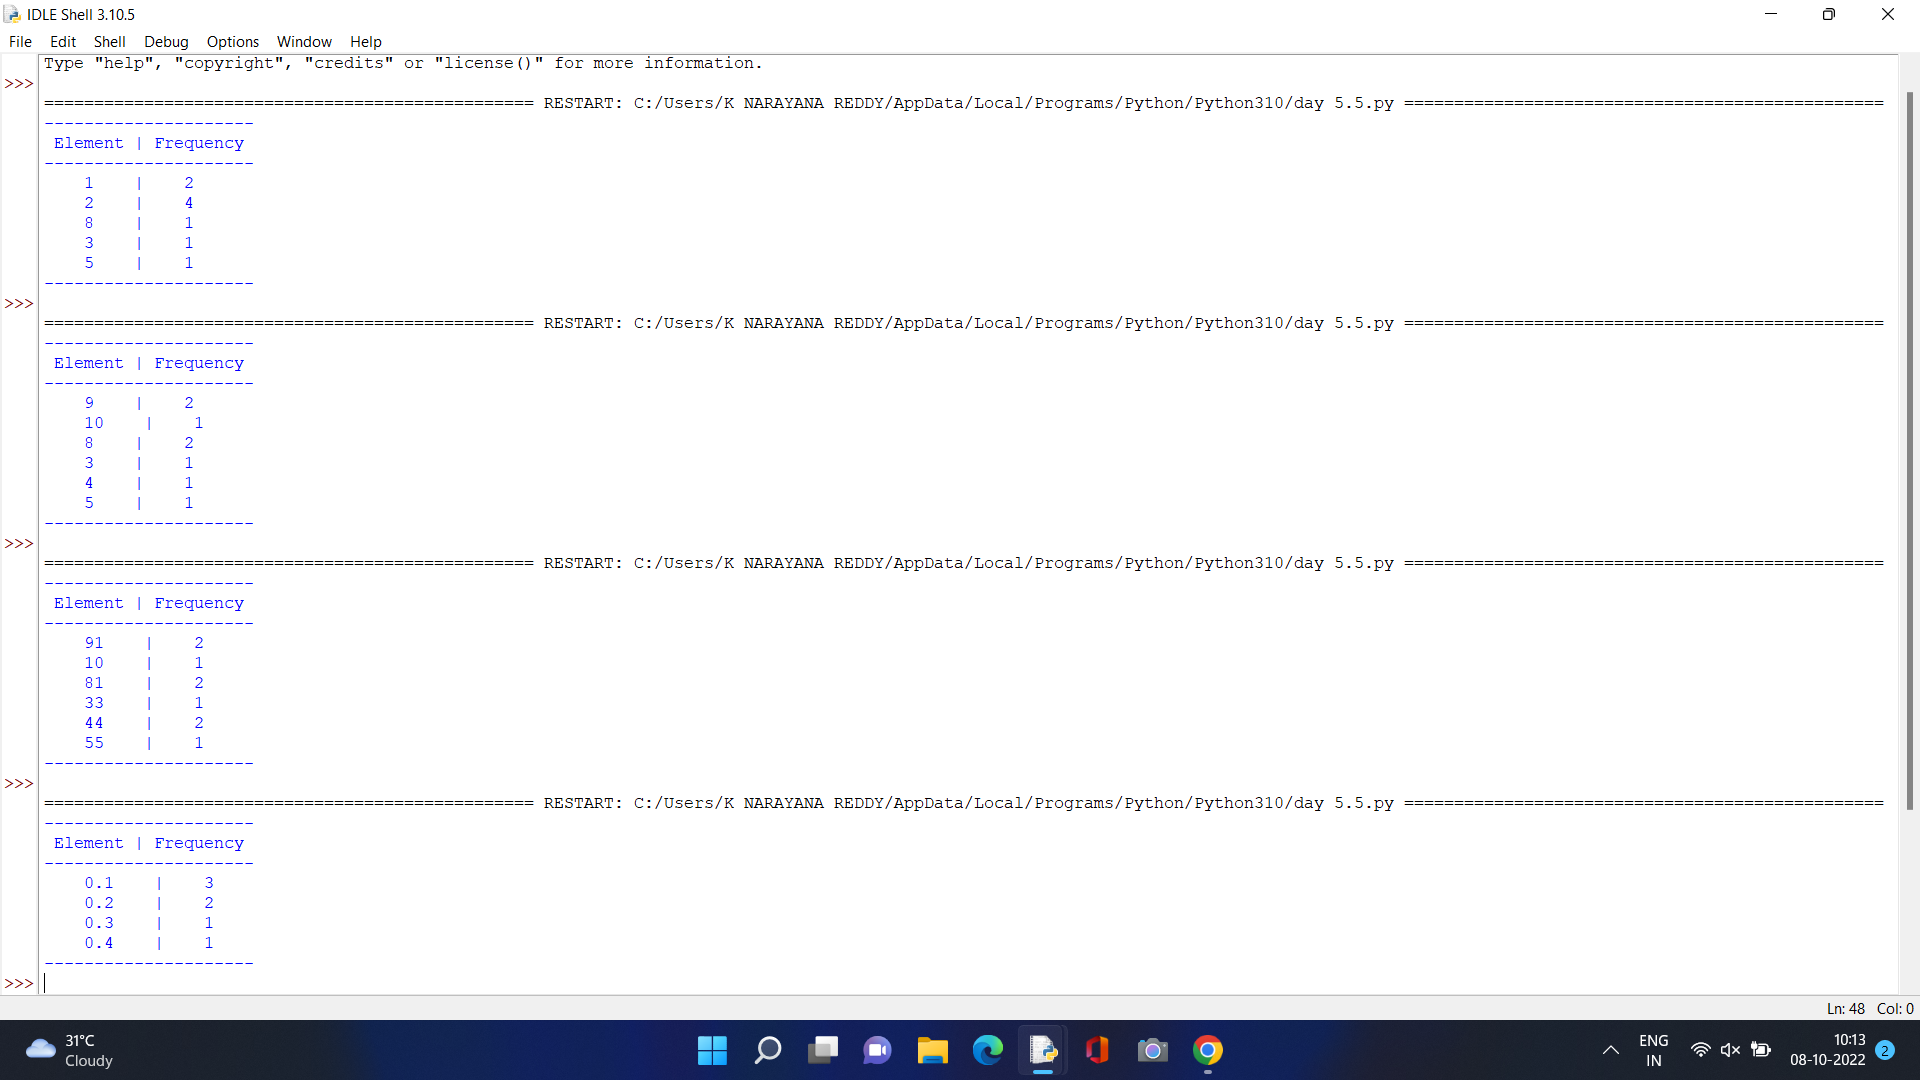 IDLE Shell 3.10.5
File Edit Shell Debug Options Window Help
Type "help", "copyright", "credits" or "license()" for more information.
>>>
================================================= RESTART: C:/Users/K NARAYANA REDDY/AppData/Local/Programs/Python/Python310/day 5.5.py ================================================
---------------------
 Element | Frequency
---------------------
    1    |    2
    2    |    4
    8    |    1
    3    |    1
    5    |    1
---------------------
>>>
================================================= RESTART: C:/Users/K NARAYANA REDDY/AppData/Local/Programs/Python/Python310/day 5.5.py ================================================
---------------------
 Element | Frequency
---------------------
    9    |    2
    10    |    1
    8    |    2
    3    |    1
    4    |    1
    5    |    1
---------------------
>>>
================================================= RESTART: C:/Users/K NARAYANA REDDY/AppData/Local/Programs/Python/Python310/day 5.5.py ================================================
---------------------
 Element | Frequency
---------------------
    91    |    2
    10    |    1
    81    |    2
    33    |    1
    44    |    2
    55    |    1
---------------------
>>>
================================================= RESTART: C:/Users/K NARAYANA REDDY/AppData/Local/Programs/Python/Python310/day 5.5.py ================================================
---------------------
 Element | Frequency
---------------------
    0.1    |    3
    0.2    |    2
    0.3    |    1
    0.4    |    1
---------------------
>>>
Ln: 48 Col: 0
31°C
Cloudy
ENG
IN
10:13
08-10-2022
2